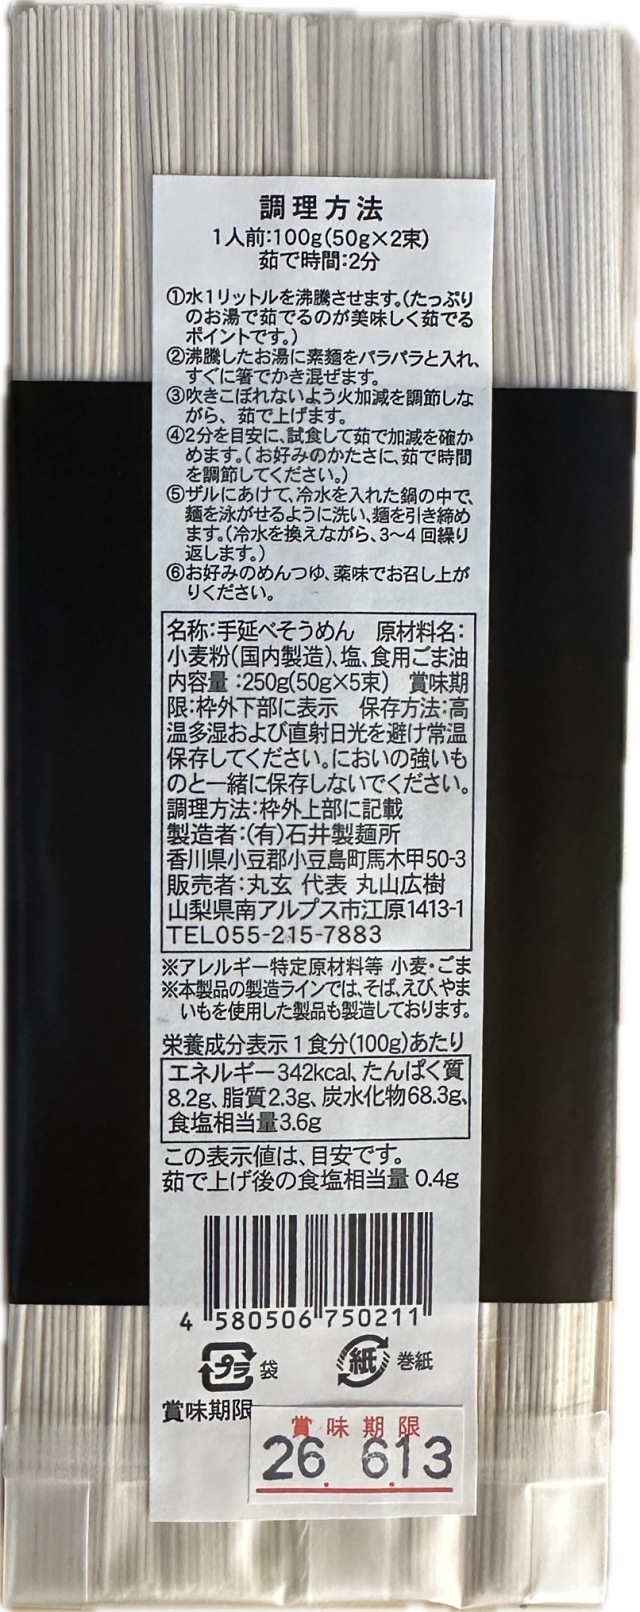 調理方法
1人前:100g(50g×2束)
茹で時間:2分
①水1リットルを沸騰させます。(たっぷり
のお湯で茹でるのが美味しく茹でる
ポイントです。)
②沸騰したお湯に素麺をパラパラと入れ、
すぐに箸でかき混ぜます。
③吹きこぼれないよう火加減を調節しな
がら、茹で上げます。
④2分を目安に、試食して茹で加減を確か
めます。(お好みのかたさに、茹で時間
を調節してください。)
⑤ザルにあけて、冷水を入れた鍋の中で、
麺を泳がせるように洗い、麺を引き締め
ます。(冷水を換えながら、3〜4回繰り
返します。)
⑥お好みのめんつゆ、薬味でお召し上が
りください。
名称:手延べそうめん 原材料名:
小麦粉(国内製造)、塩、食用ごま油
内容量:250g(50g×5束) 賞味期
限:枠外下部に表示 保存方法:高
温多湿および直射日光を避け常温
保存してください。においの強いも
のと一緒に保存しないでください。
調理方法:枠外上部に記載
製造者:(有)石井製麺所
香川県小豆郡小豆島町馬木甲50-3
販売者:丸玄 代表 丸山広樹
山梨県南アルプス市江原1413-1
TEL055-215-7883
※アレルギー特定原材料等 小麦・ごま
※本製品の製造ラインでは、そば、えび、やま
いもを使用した製品も製造しております。
栄養成分表示1食分(100g)あたり
エネルギー342kcal、たんぱく質
8.2g、脂質2.3g、炭水化物68.3g、
食塩相当量3.6g
この表示値は、目安です。
茹で上げ後の食塩相当量 0.4g
4 580506 750211
プラ 袋 紙 巻紙
賞味期限
賞味期限
26. 6.13